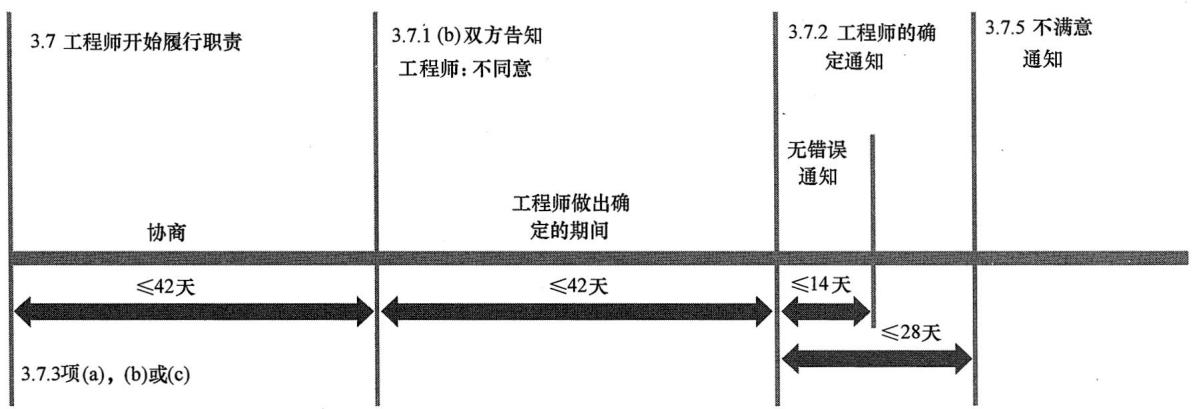 3.7 工程师开始履行职责
3.7.1 (b)双方告知
工程师：不同意
3.7.2 工程师的确
定通知
3.7.5 不满意
通知
无错误
通知
协商
工程师做出确
定的期间
≤42天
≤42天
≤14天
≤28天
3.7.3项(a)，(b)或(c)